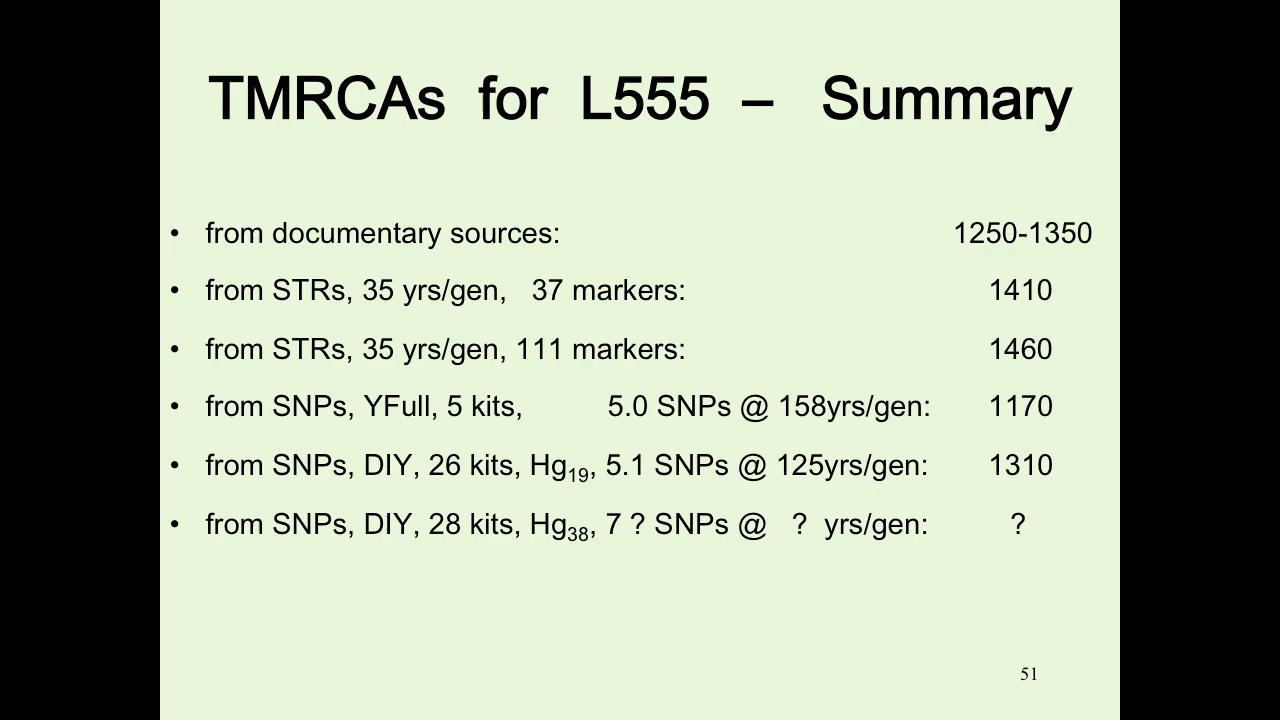 TMRCAs for L555 – Summary
• from documentary sources: 1250-1350
• from STRs, 35 yrs/gen, 37 markers: 1410
• from STRs, 35 yrs/gen, 111 markers: 1460
• from SNPs, YFull, 5 kits, 5.0 SNPs @ 158yrs/gen: 1170
• from SNPs, DIY, 26 kits, Hg19, 5.1 SNPs @ 125yrs/gen: 1310
• from SNPs, DIY, 28 kits, Hg38, 7 ? SNPs @ ? yrs/gen: ?
51